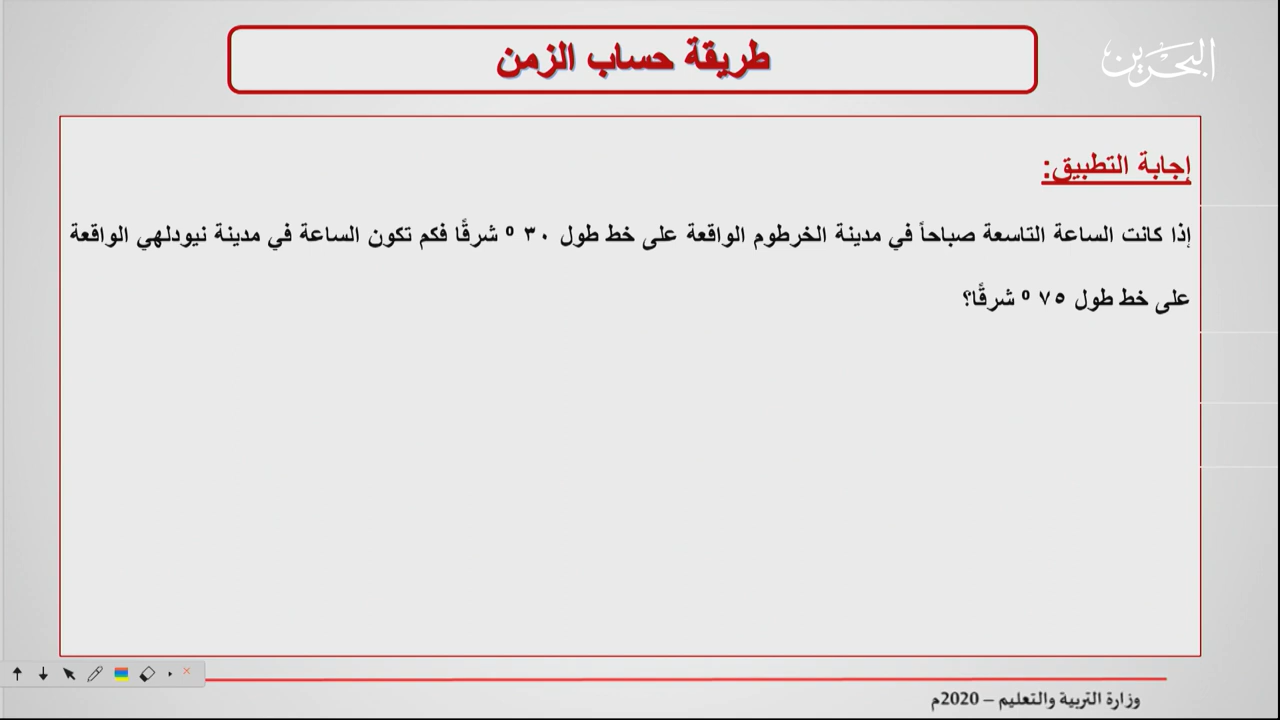 البحرين
طريقة حساب الزمن
إجابة التطبيق:
إذا كانت الساعة التاسعة صباحاً في مدينة الخرطوم الواقعة على خط طول ٣٠ º شرقًا فكم تكون الساعة في مدينة نيودلهي الواقعة
على خط طول ٧٥ º شرقًا؟
وزارة التربية والتعليم – 2020م